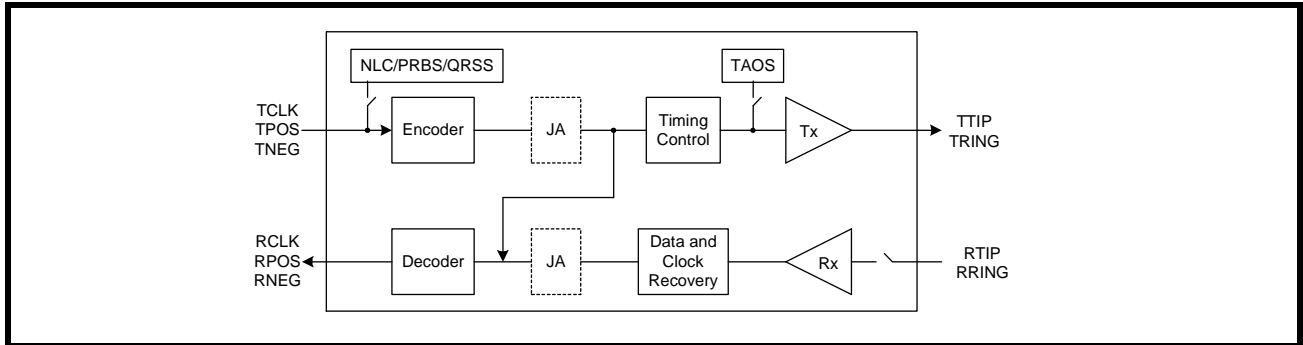 NLC/PRBS/QRSS
TAOS
TCLK
TPOS
TNEG
Encoder
JA
Timing
Control
Tx
TTIP
TRING
RCLK
RPOS
RNEG
Decoder
JA
Data and
Clock
Recovery
Rx
RTIP
RRING